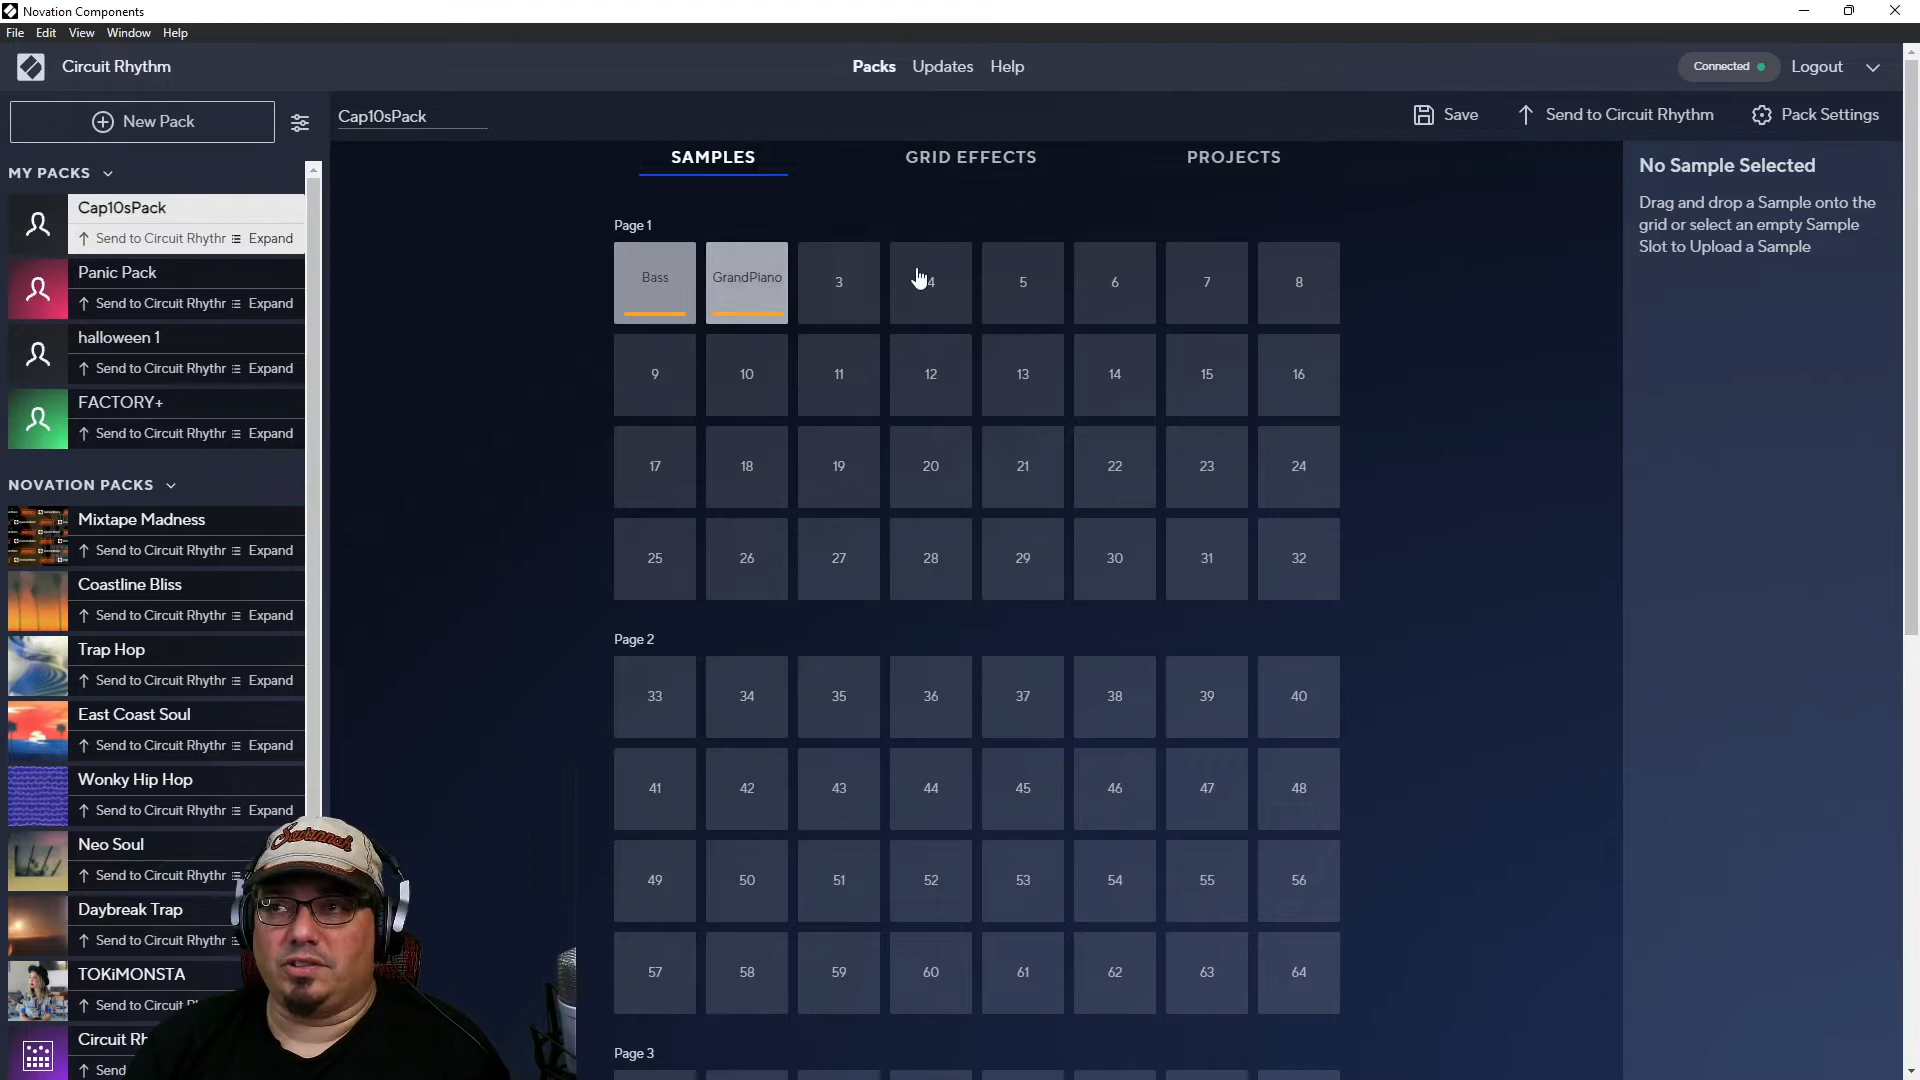 Novation Components
File Edit View Window Help
Circuit Rhythm
Packs Updates Help
Connected Logout
New Pack
Cap10sPack
Save Send to Circuit Rhythm Pack Settings
MY PACKS
Cap10sPack
Send to Circuit Rhythr Expand
Panic Pack
Send to Circuit Rhythr Expand
halloween 1
Send to Circuit Rhythr Expand
FACTORY+
Send to Circuit Rhythr Expand
NOVATION PACKS
Mixtape Madness
Send to Circuit Rhythr Expand
Coastline Bliss
Send to Circuit Rhythr Expand
Trap Hop
Send to Circuit Rhythr Expand
East Coast Soul
Send to Circuit Rhythr Expand
Wonky Hip Hop
Send to Circuit Rhythr Expand
Neo Soul
Send to Circuit Rhythr
Daybreak Trap
Send to Circuit Rhythr
TOKiMONSTA
Send to Circuit
Circuit Rh
Send
Savannah
SAMPLES GRID EFFECTS PROJECTS
Page 1
Bass GrandPiano 3 4 5 6 7 8
9 10 11 12 13 14 15 16
17 18 19 20 21 22 23 24
25 26 27 28 29 30 31 32
Page 2
33 34 35 36 37 38 39 40
41 42 43 44 45 46 47 48
49 50 51 52 53 54 55 56
57 58 59 60 61 62 63 64
Page 3
No Sample Selected
Drag and drop a Sample onto the
grid or select an empty Sample
Slot to Upload a Sample